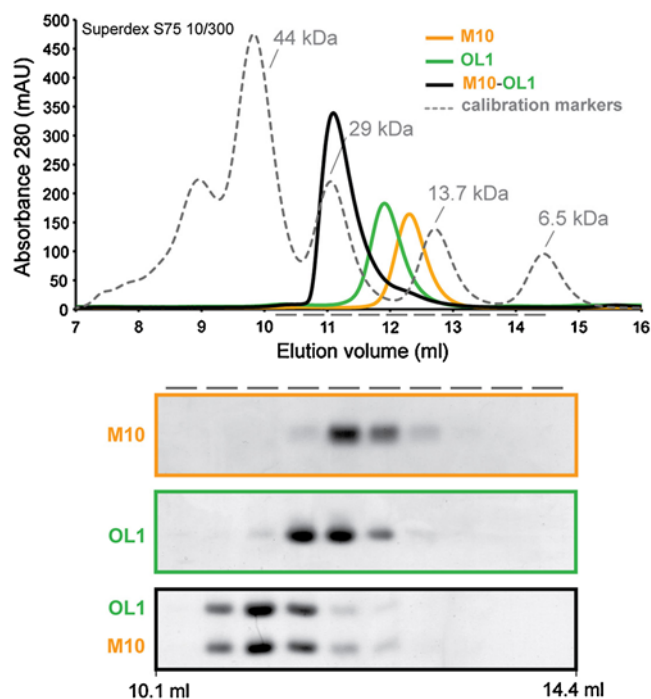 Superdex S75 10/300
M10
OL1
M10-OL1
calibration markers
44 kDa
29 kDa
13.7 kDa
6.5 kDa
Absorbance 280 (mAU)
500
450
400
350
300
250
200
150
100
50
0
7 8 9 10 11 12 13 14 15 16
Elution volume (ml)
M10
OL1
OL1
M10
10.1 ml 14.4 ml